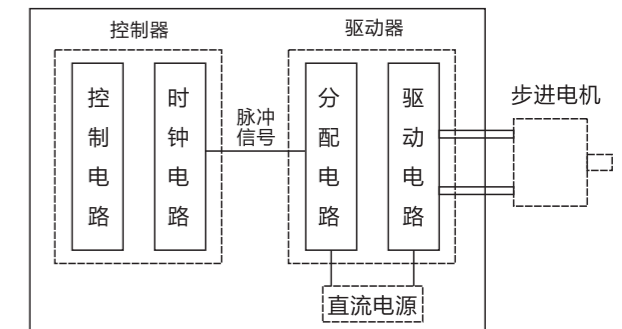 控制器
驱动器
控制电路
时钟电路
脉冲
信号
分配电路
驱动电路
步进电机
直流电源